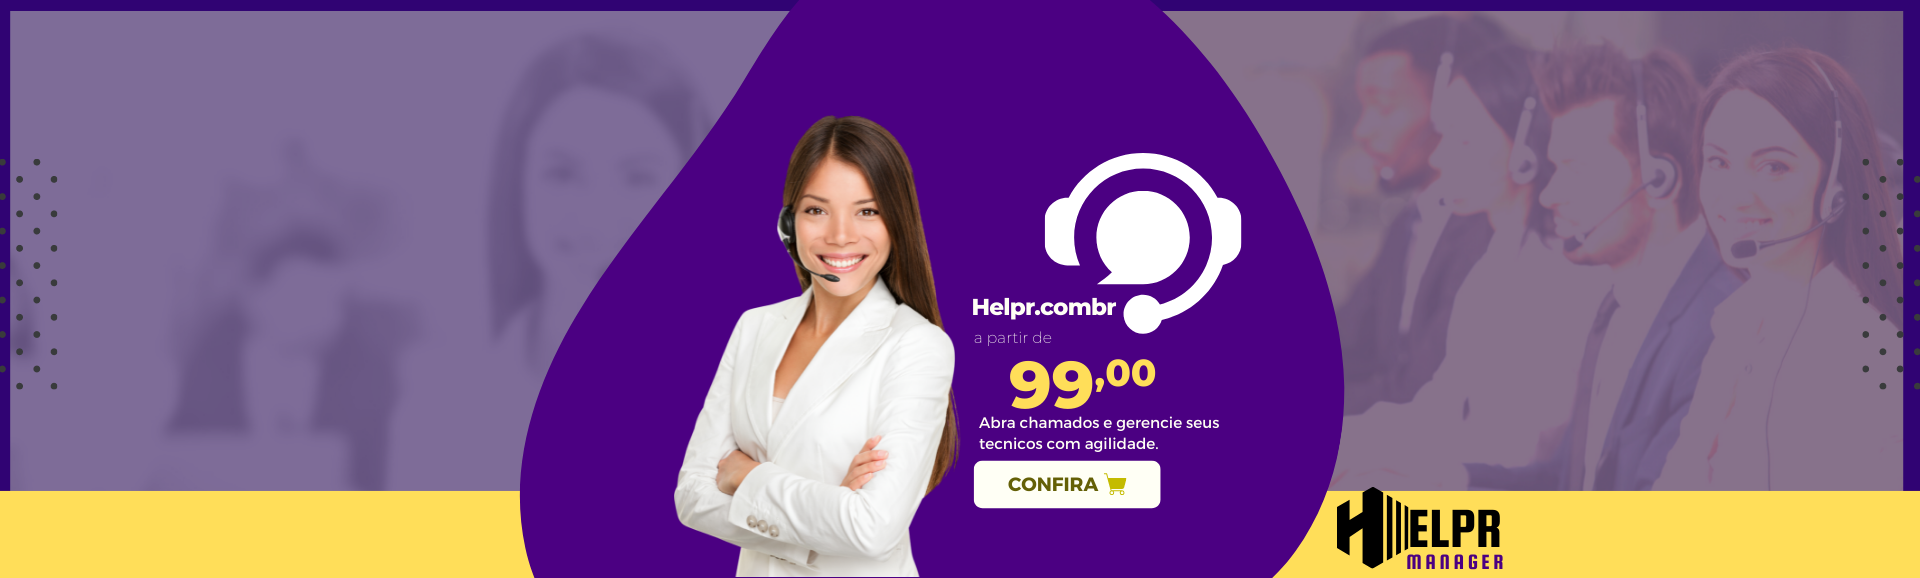 Helpr.combr
a partir de
99,00
Abra chamados e gerencie seus
tecnicos com agilidade.
CONFIRA
HELPR
MANAGER